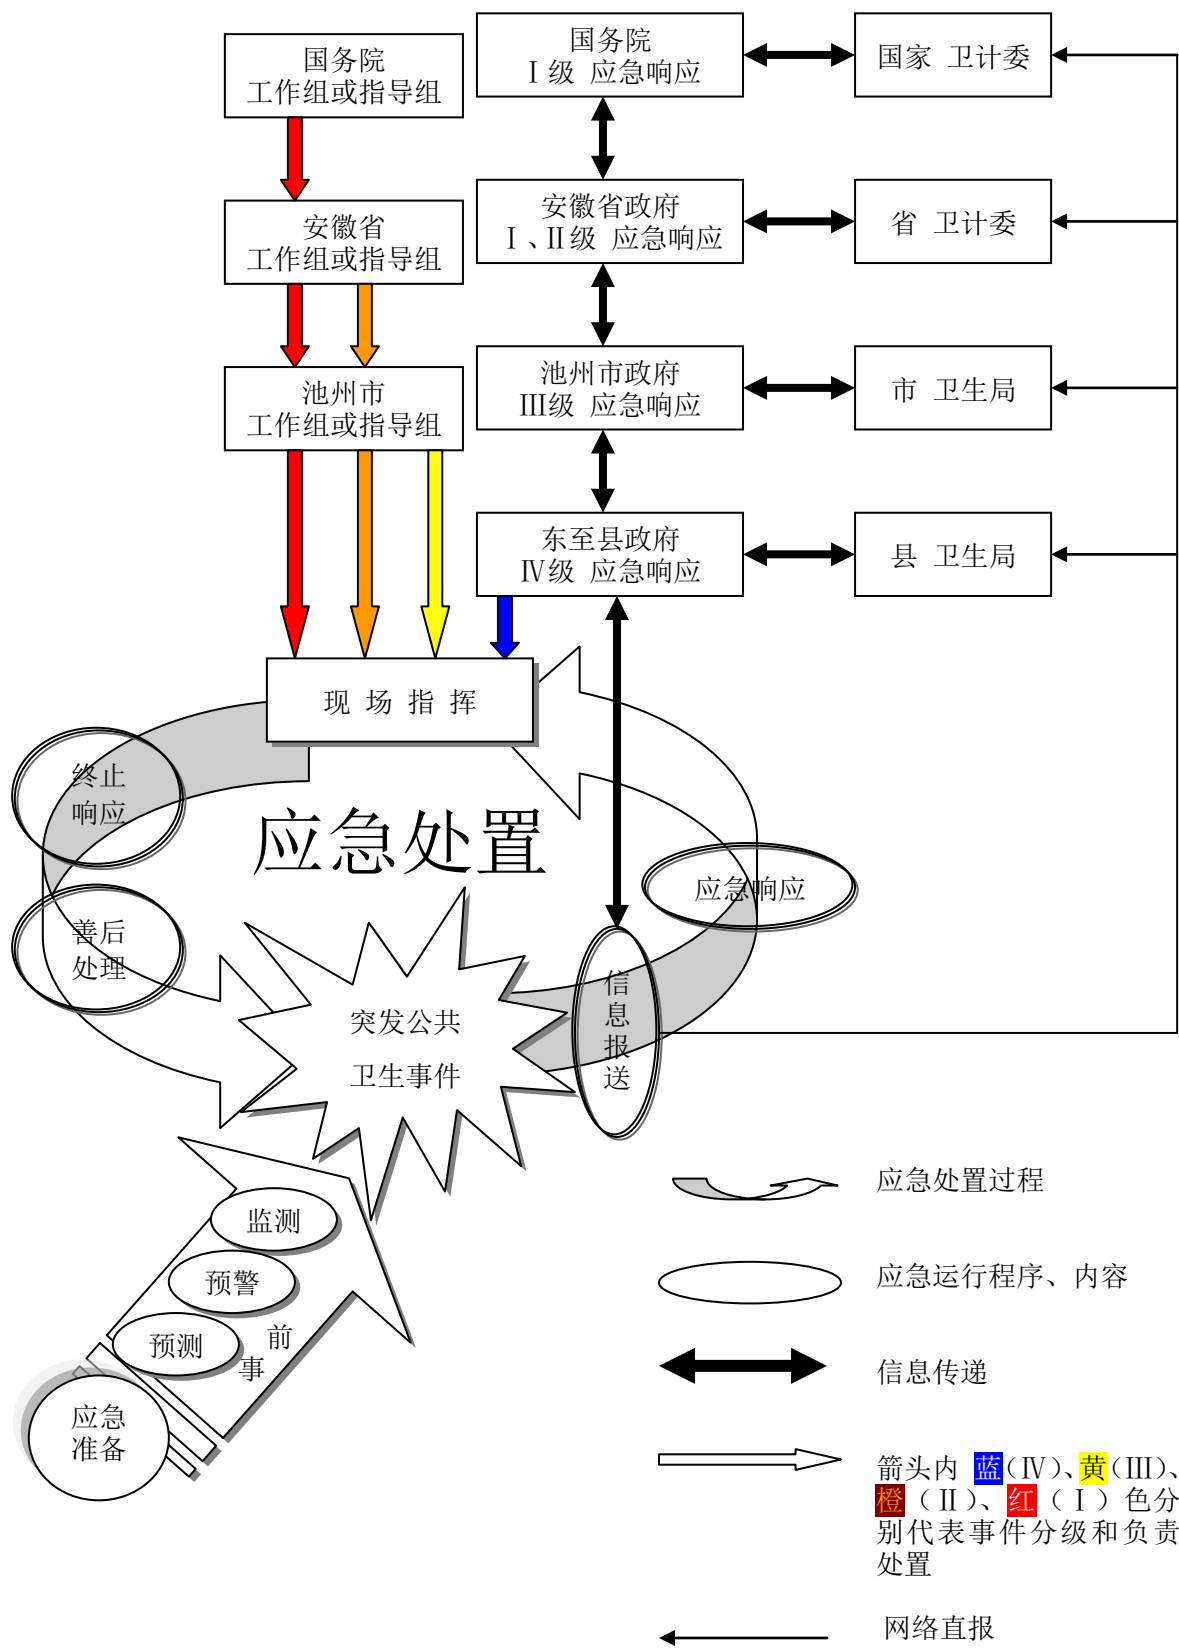 国务院
工作组或指导组
国务院
Ⅰ级 应急响应
国家 卫计委
安徽省
工作组或指导组
安徽省政府
Ⅰ、Ⅱ级 应急响应
省 卫计委
池州市
工作组或指导组
池州市政府
Ⅲ级 应急响应
市 卫生局
东至县政府
Ⅳ级 应急响应
县 卫生局
现 场 指 挥
终止
响应
应急处置
应急响应
善后
处理
信
息
报
送
突发公共
卫生事件
监测
预警
预测
前
事
应急
准备
应急处置过程
应急运行程序、内容
信息传递
箭头内 蓝(Ⅳ)、黄(Ⅲ)、
橙(Ⅱ)、红(Ⅰ)色分
别代表事件分级和负责
处置
网络直报